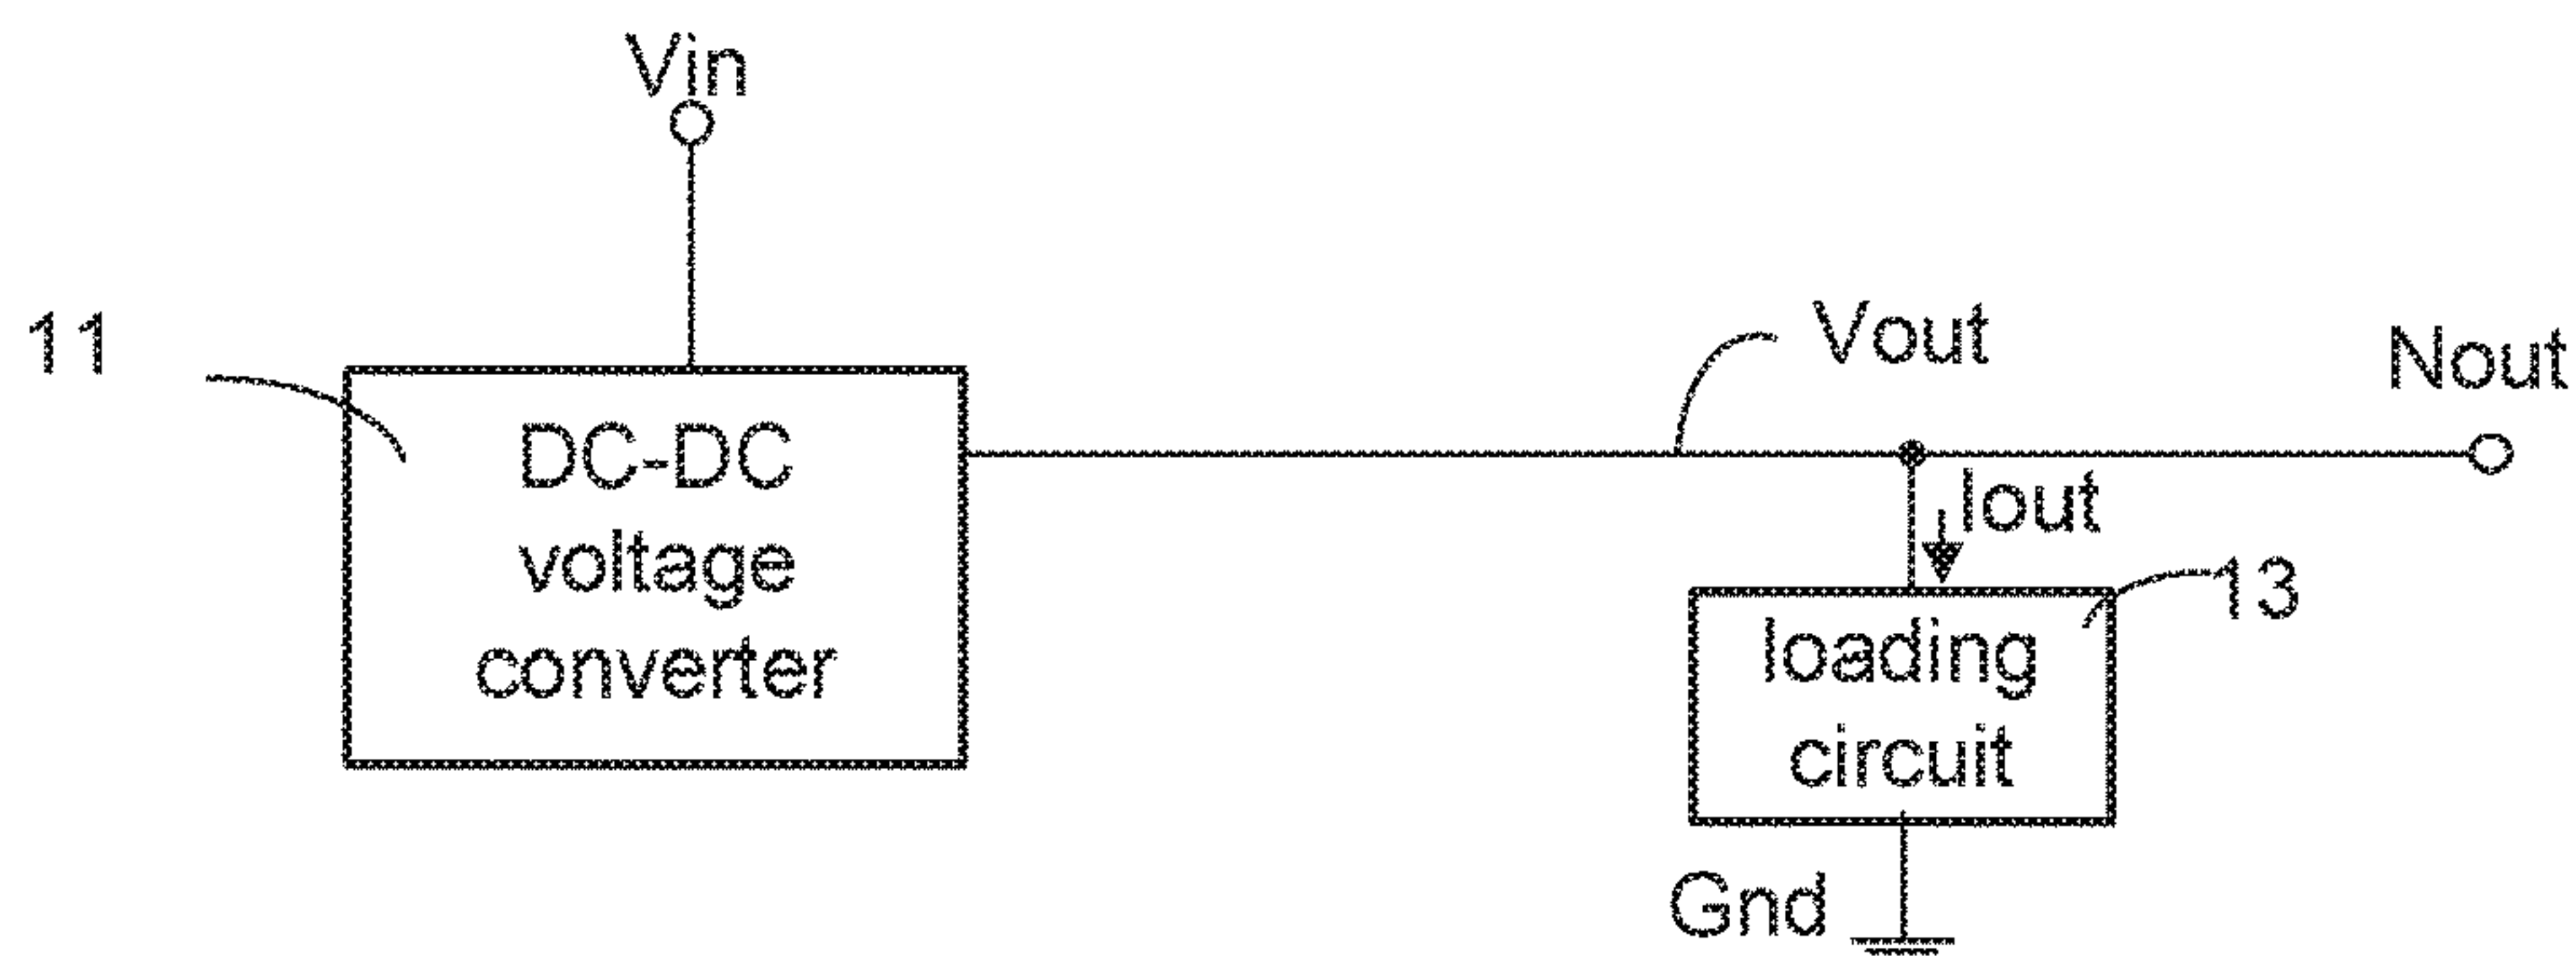 Vin
11
DC-DC
voltage
converter
Vout
Nout
Iout
13
loading
circuit
Gnd